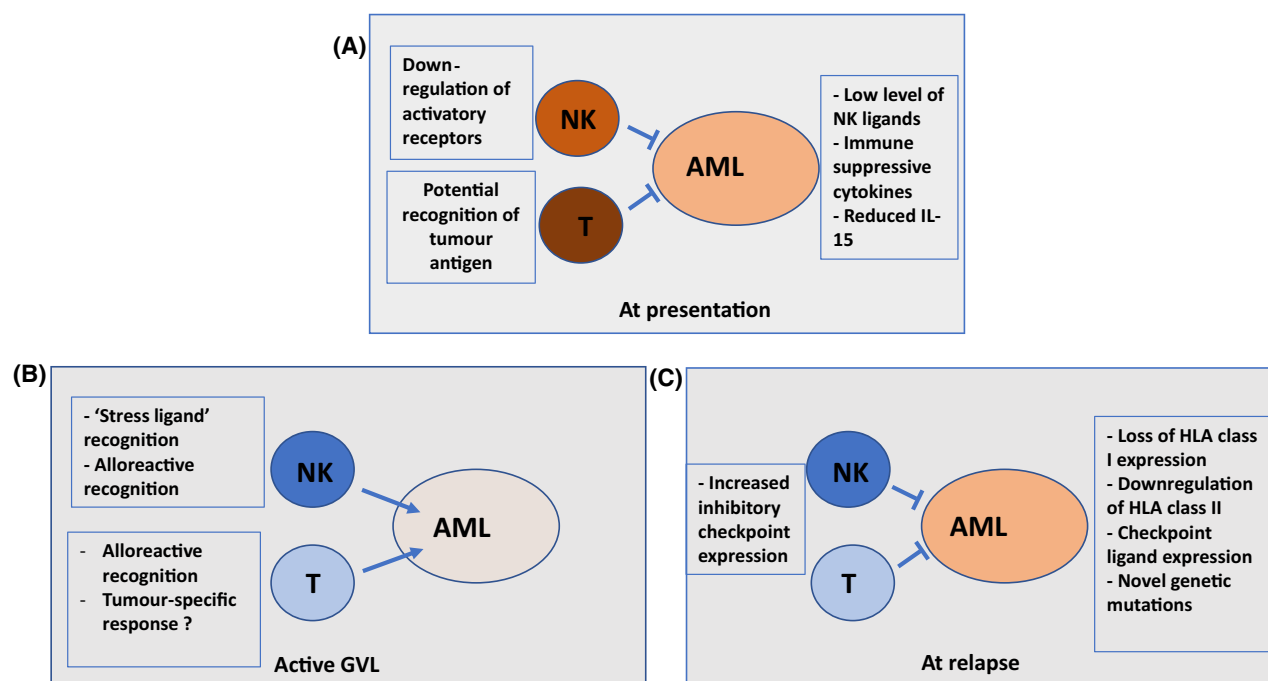 (A)
Down-
regulation of
activatory
receptors
NK
Potential
recognition of
tumour
antigen
T
AML
- Low level of
NK ligands
- Immune
suppressive
cytokines
- Reduced IL-
15
At presentation
(B)
- ‘Stress ligand’
recognition
- Alloreactive
recognition
NK
- Alloreactive
recognition
- Tumour-specific
response ?
T
AML
Active GVL
(C)
- Increased
inhibitory
checkpoint
expression
NK
T
AML
- Loss of HLA class
I expression
- Downregulation
of HLA class II
- Checkpoint
ligand expression
- Novel genetic
mutations
At relapse